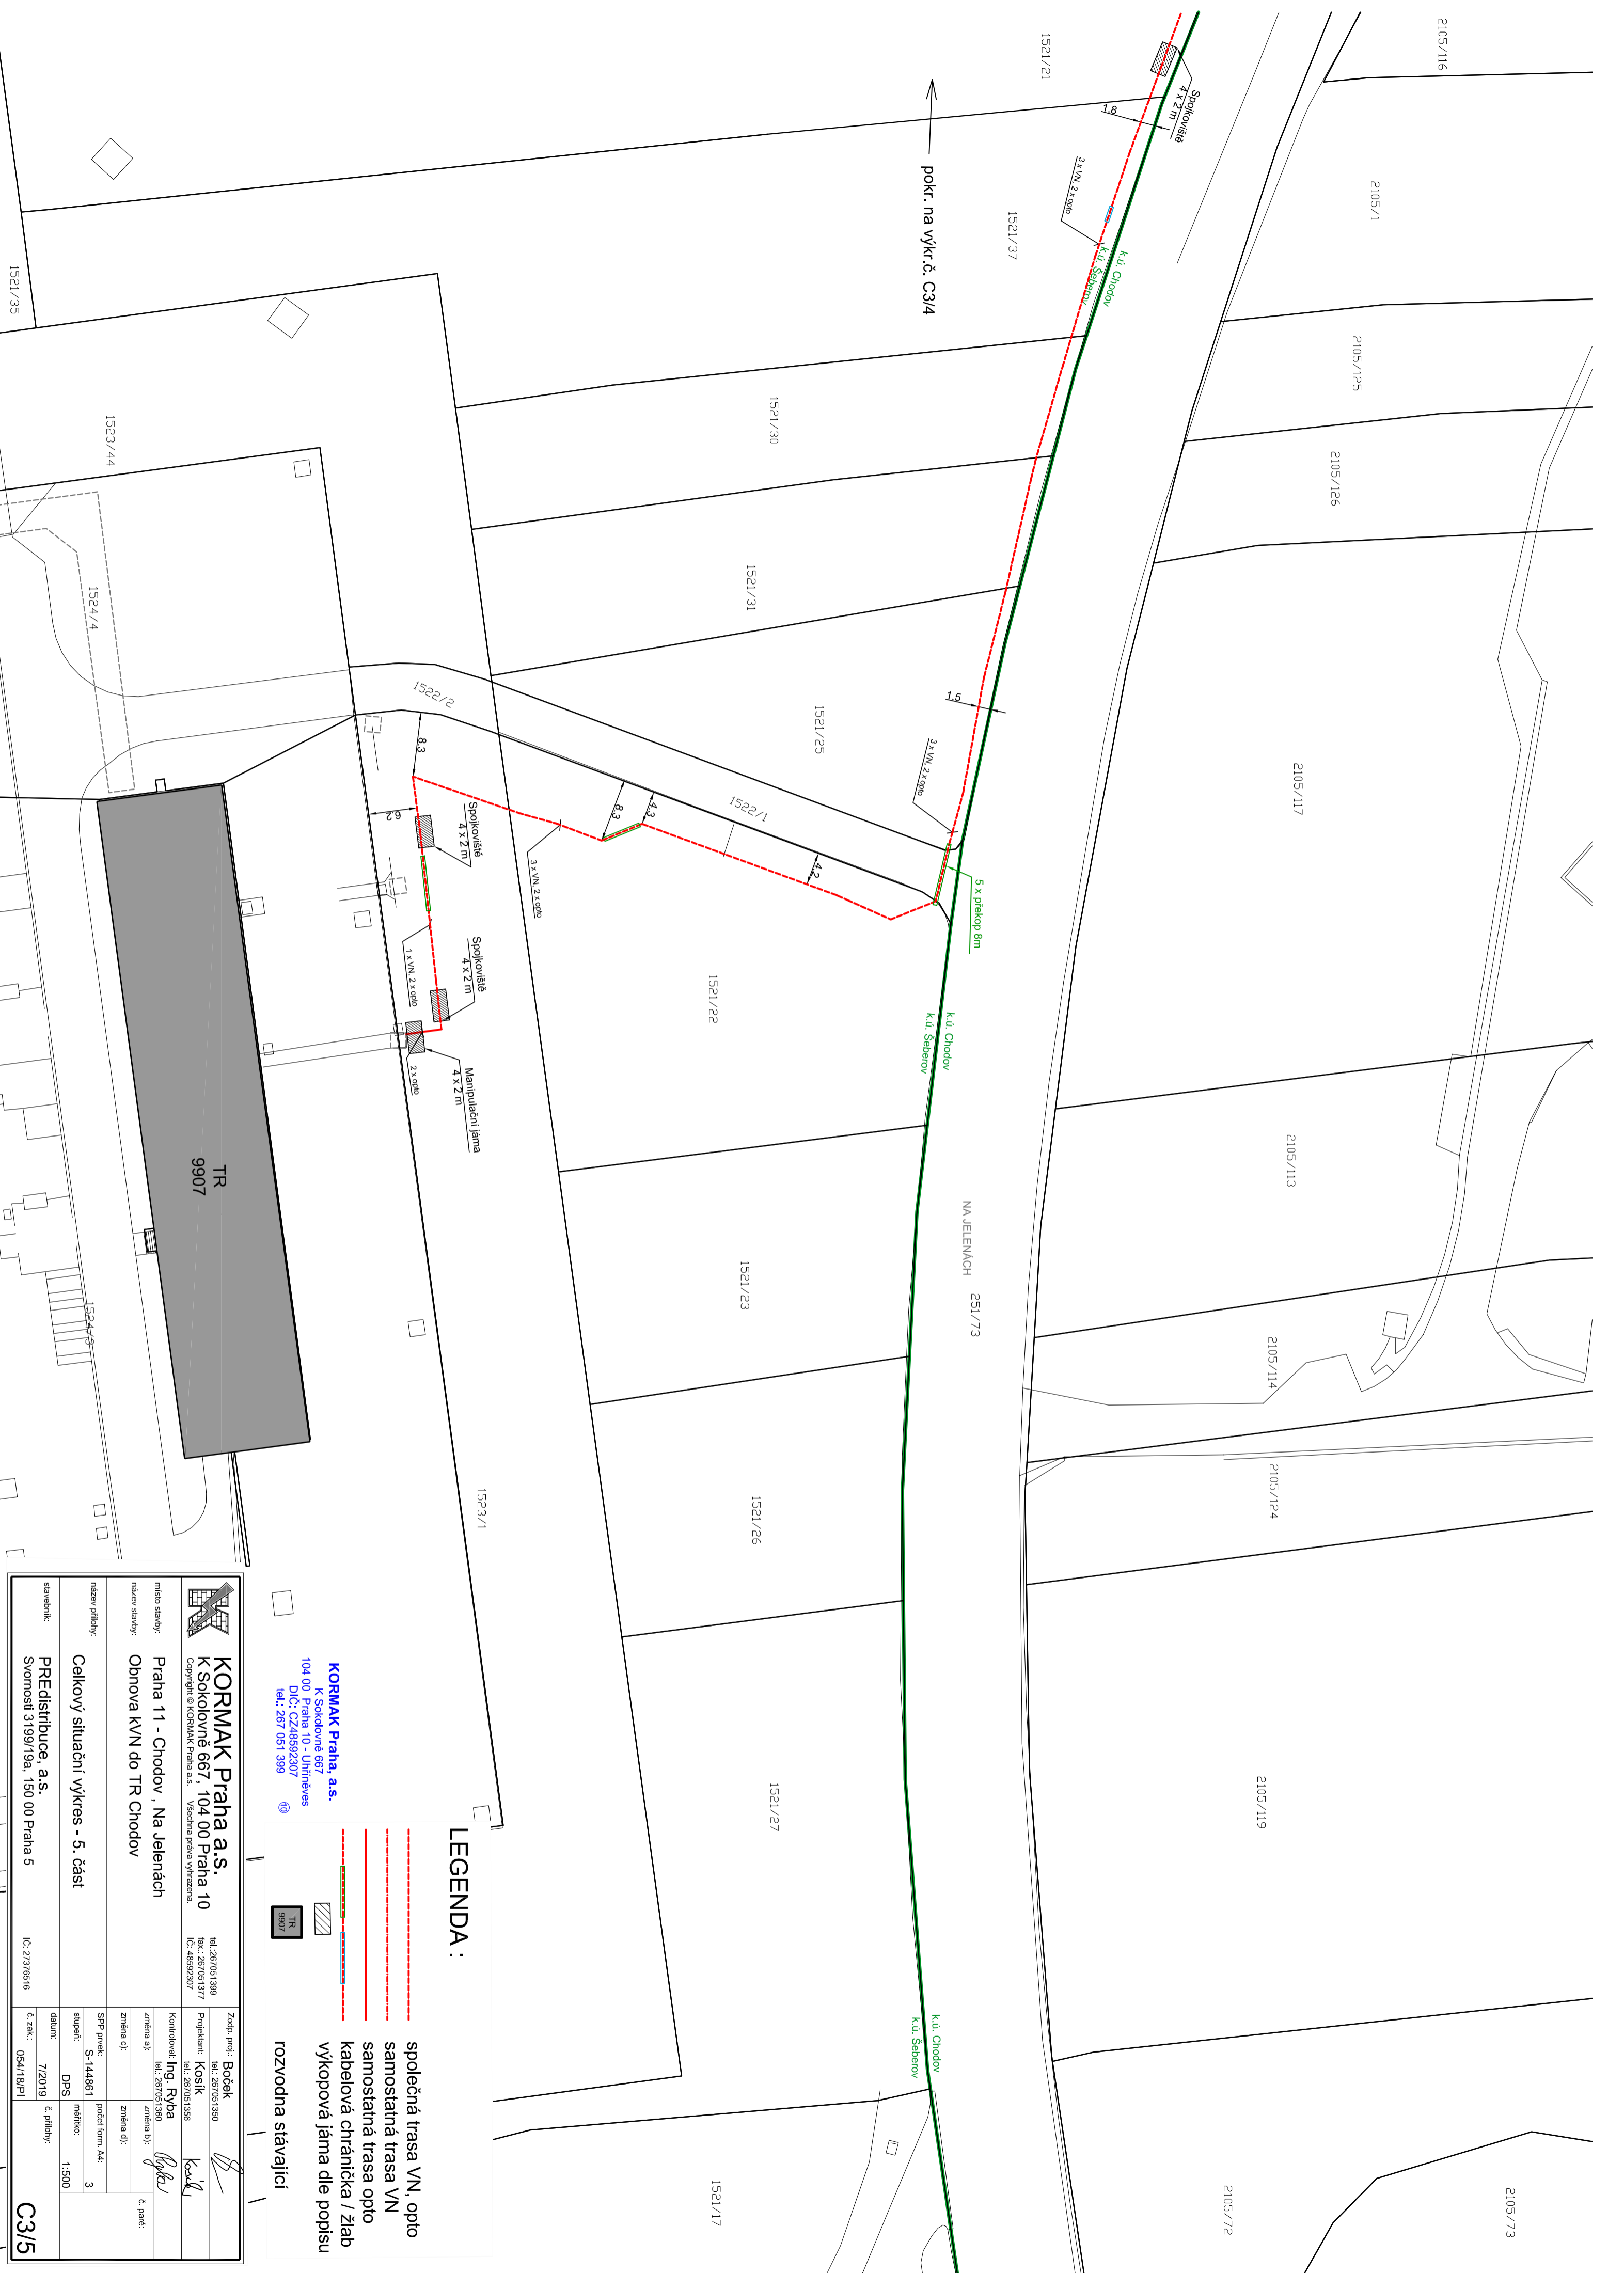 2105/116
2105/1
2105/125
2105/126
2105/117
2105/113
2105/114
2105/124
2105/119
2105/72
2105/73
1521/21
1521/37
1521/30
1521/31
1521/25
1521/22
1521/23
1521/26
1521/27
1521/17
1521/35
1523/44
1524/4
1522/2
1522/1
1523/1
1524/3
NA JELENÁCH
251/73
Spojkoviště
4 x 2 m
1.8
3 x VN, 2 x opto
k.ú. Chodov
k.ú. Šeberov
pokr. na výkr.č. C3/4
1.5
3 x VN, 2 x opto
5 x překop 8m
k.ú. Chodov
k.ú. Šeberov
4.2
4.3
8.3
3 x VN, 2 x opto
8.3
6.2
Spojkoviště
4 x 2 m
1 x VN, 2 x opto
Spojkoviště
4 x 2 m
Manipulační jáma
4 x 2 m
2 x opto
TR
9907
k.ú. Chodov
k.ú. Šeberov
LEGENDA :
společná trasa VN, opto
samostatná trasa VN
samostatná trasa opto
kabelová chránička / žlab
výkopová jáma dle popisu
TR
9907
rozvodna stávající
KORMAK Praha, a.s.
K Sokolovně 667
104 00 Praha 10 - Uhříněves
DIČ: CZ48592307
tel.: 267 051 399
⑩
KORMAK Praha a.s.
K Sokolovně 667, 104 00 Praha 10
Copyright © KORMAK Praha a.s. Všechna práva vyhrazena.
tel.:267051399
fax.: 267051377
IČ: 48592307
místo stavby: Praha 11 - Chodov , Na Jelenách
název stavby: Obnova kVN do TR Chodov
název přílohy: Celkový situační výkres - 5. část
stavebník: PREdistribuce, a.s.
Svornosti 3199/19a, 150 00 Praha 5
IČ: 27376516
Zodp. proj.: Boček
tel.: 267051350
Projektant: Kosík
tel.: 267051356
Kontroloval: Ing. Ryba
tel.: 267051360
změna a):
změna b):
změna c):
změna d):
č. paré:
SPP prvek: S-144861
počet form. A4: 3
stupeň: DPS
měřítko: 1:500
datum: 7/2019
č. zak.: 054/18/Pl
č. přílohy: C3/5